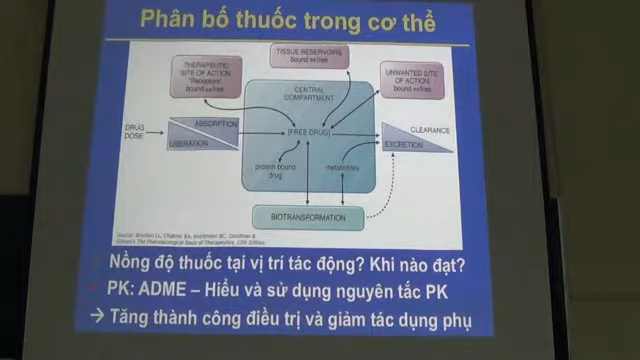 Phân bố thuốc trong cơ thể
TISSUE RESERVOIRS
bound ⇌ free
THERAPEUTIC
SITE OF ACTION
"Receptors"
bound ⇌ free
UNWANTED SITE
OF ACTION
bound ⇌ free
CENTRAL
COMPARTMENT
DRUG
DOSE
ABSORPTION
LIBERATION
[FREE DRUG]
CLEARANCE
EXCRETION
protein bound
drug
metabolites
BIOTRANSFORMATION
Source: Brunton LL, Chabner BA, Knollmann BC: Goodman &
Gilman's The Pharmacological Basis of Therapeutics, 12th Edition:
Nồng độ thuốc tại vị trí tác động? Khi nào đạt?
PK: ADME – Hiểu và sử dụng nguyên tắc PK
→ Tăng thành công điều trị và giảm tác dụng phụ